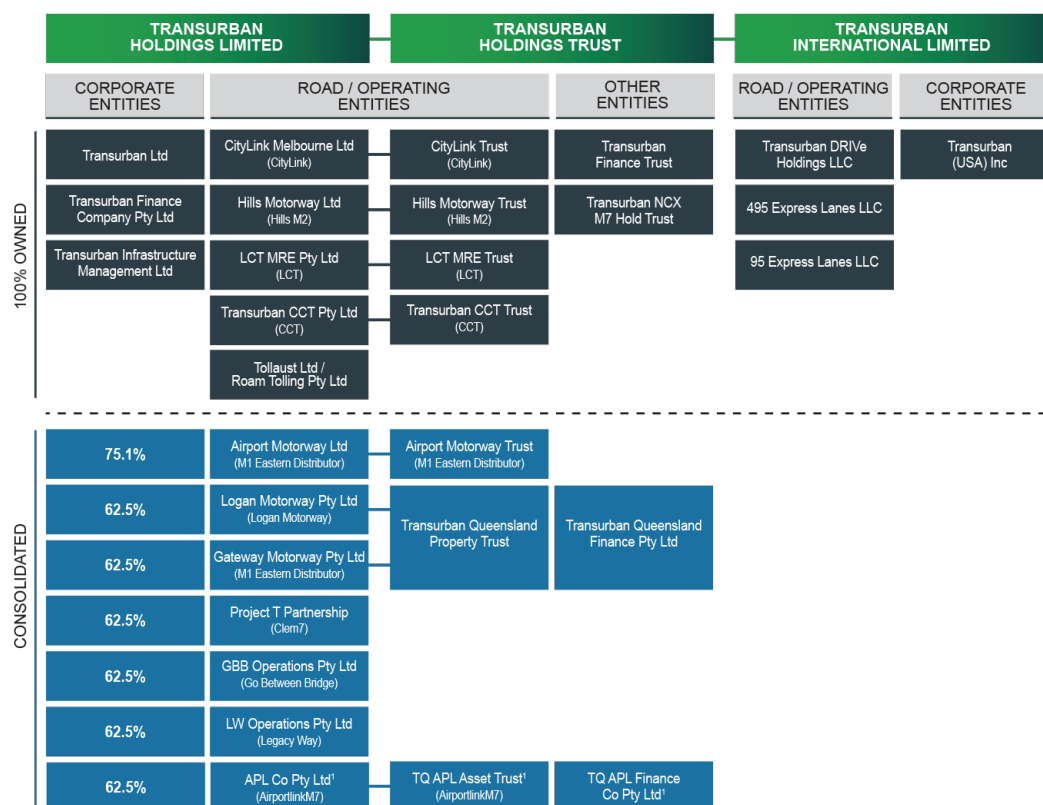 TRANSURBAN
HOLDINGS LIMITED
TRANSURBAN
HOLDINGS TRUST
TRANSURBAN
INTERNATIONAL LIMITED
CORPORATE
ENTITIES
ROAD / OPERATING
ENTITIES
OTHER
ENTITIES
ROAD / OPERATING
ENTITIES
CORPORATE
ENTITIES
100% OWNED
Transurban Ltd
CityLink Melbourne Ltd
(CityLink)
CityLink Trust
(CityLink)
Transurban
Finance Trust
Transurban DRIVe
Holdings LLC
Transurban
(USA) Inc
Transurban Finance
Company Pty Ltd
Hills Motorway Ltd
(Hills M2)
Hills Motorway Trust
(Hills M2)
Transurban NCX
M7 Hold Trust
495 Express Lanes LLC
Transurban Infrastructure
Management Ltd
LCT MRE Pty Ltd
(LCT)
LCT MRE Trust
(LCT)
95 Express Lanes LLC
Transurban CCT Pty Ltd
(CCT)
Transurban CCT Trust
(CCT)
Tollaust Ltd /
Roam Tolling Pty Ltd
CONSOLIDATED
75.1%
Airport Motorway Ltd
(M1 Eastern Distributor)
Airport Motorway Trust
(M1 Eastern Distributor)
62.5%
Logan Motorway Pty Ltd
(Logan Motorway)
Transurban Queensland
Property Trust
Transurban Queensland
Finance Pty Ltd
62.5%
Gateway Motorway Pty Ltd
(M1 Eastern Distributor)
62.5%
Project T Partnership
(Clem7)
62.5%
GBB Operations Pty Ltd
(Go Between Bridge)
62.5%
LW Operations Pty Ltd
(Legacy Way)
62.5%
APL Co Pty Ltd¹
(AirportlinkM7)
TQ APL Asset Trust¹
(AirportlinkM7)
TQ APL Finance
Co Pty Ltd¹